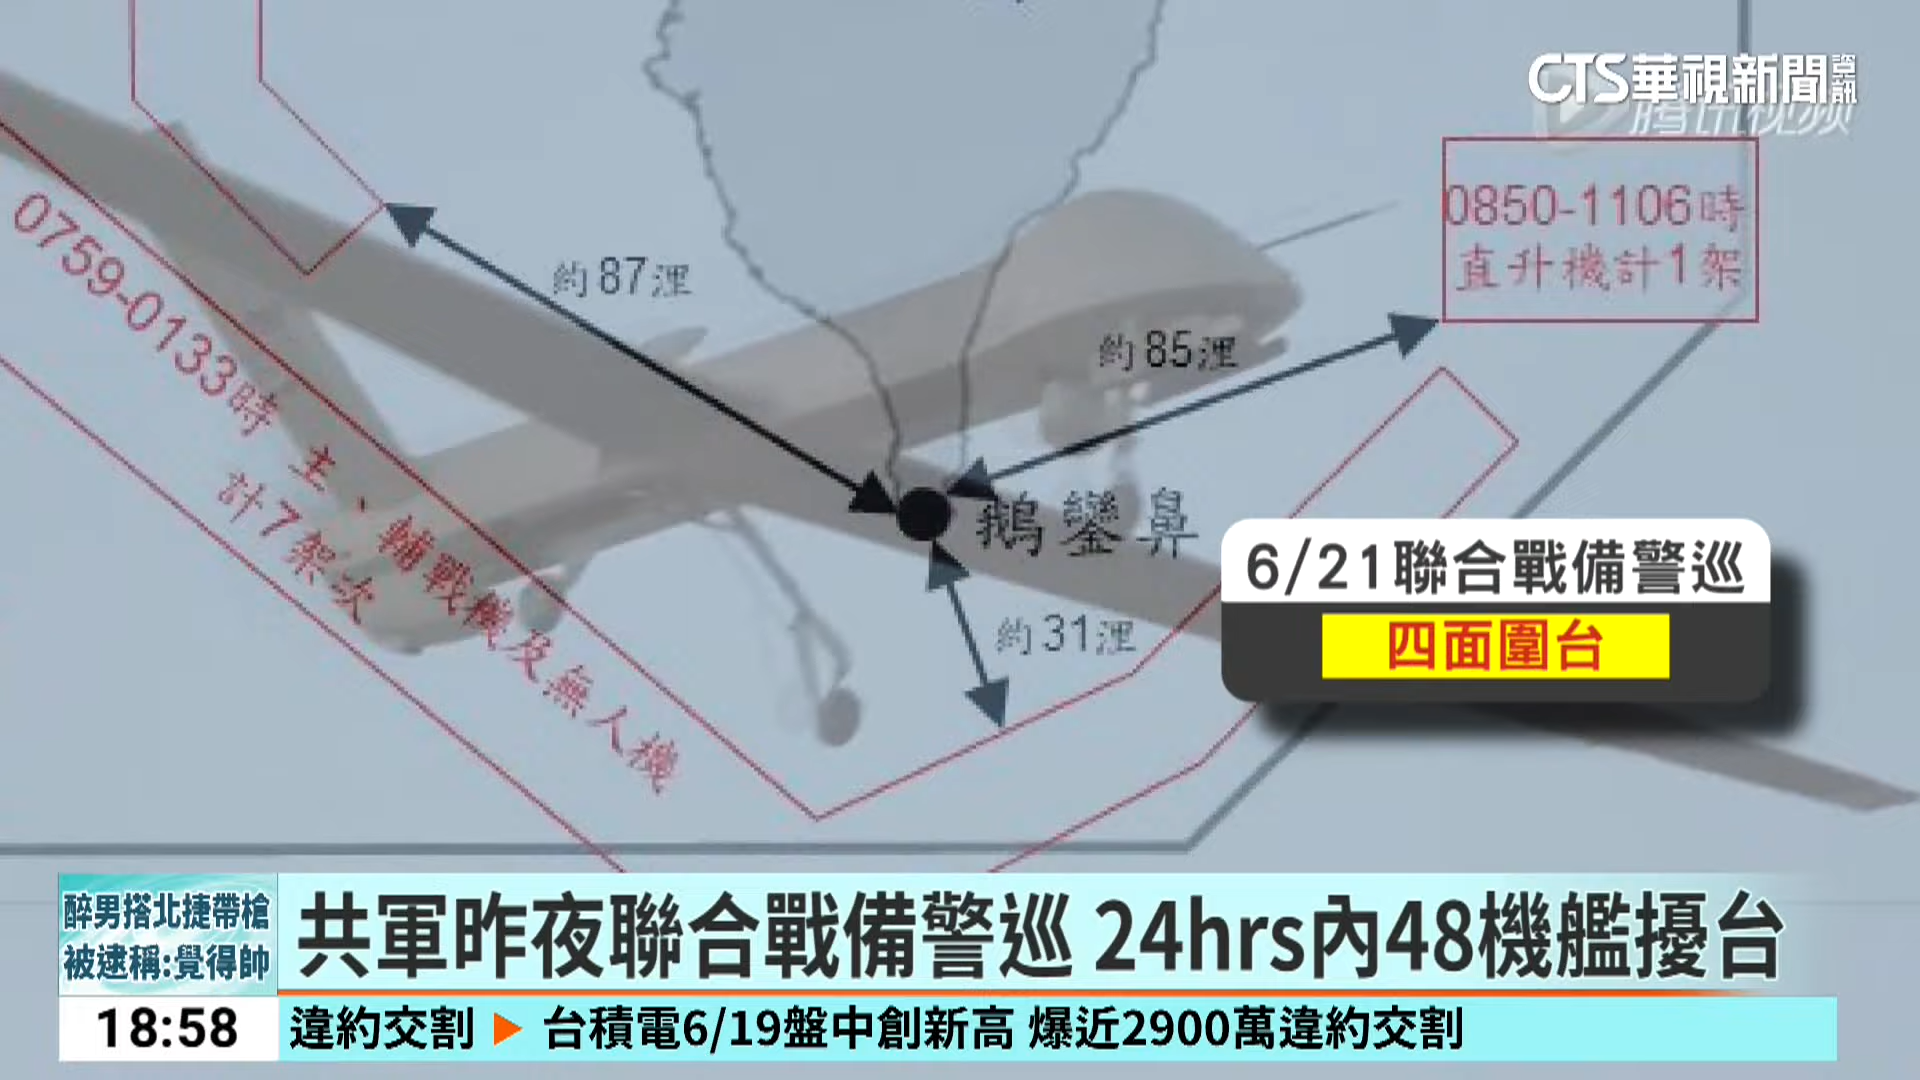 CTS華視新聞資訊
腾讯视频
0850-1106時
直升機計1架
約87浬
約85浬
0759-0133時 主、輔戰機及無人機
計7架次
鵝鑾鼻
約31浬
6/21聯合戰備警巡
四面圍台
醉男搭北捷帶槍
被逮稱:覺得帥
共軍昨夜聯合戰備警巡 24hrs內48機艦擾台
18:58
違約交割 ▶ 台積電6/19盤中創新高 爆近2900萬違約交割